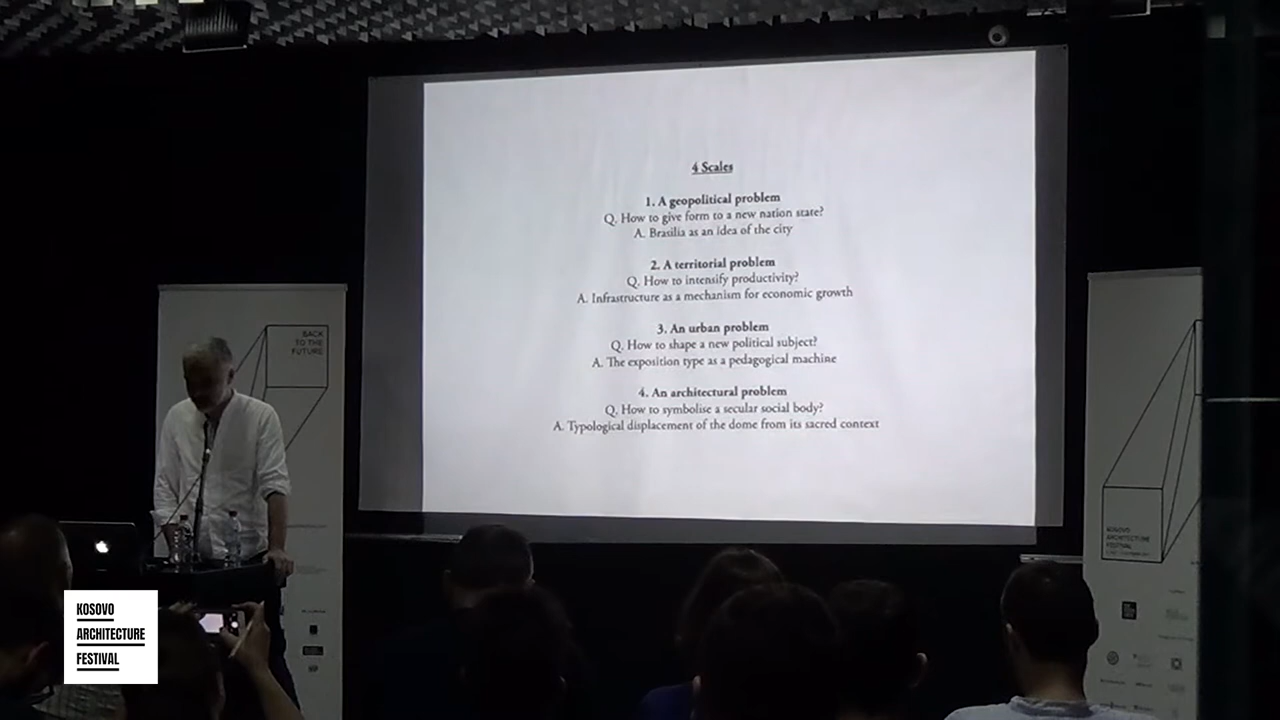 4 Scales
1. A geopolitical problem
Q. How to give form to a new nation state?
A. Brasilia as an idea of the city
2. A territorial problem
Q. How to intensify productivity?
A. Infrastructure as a mechanism for economic growth
3. An urban problem
Q. How to shape a new political subject?
A. The exposition type as a pedagogical machine
4. An architectural problem
Q. How to symbolise a secular social body?
A. Typological displacement of the dome from its sacred context
BACK
TO THE
FUTURE
KOSOVO
ARCHITECTURE
FESTIVAL
KOSOVO
ARCHITECTURE
FESTIVAL